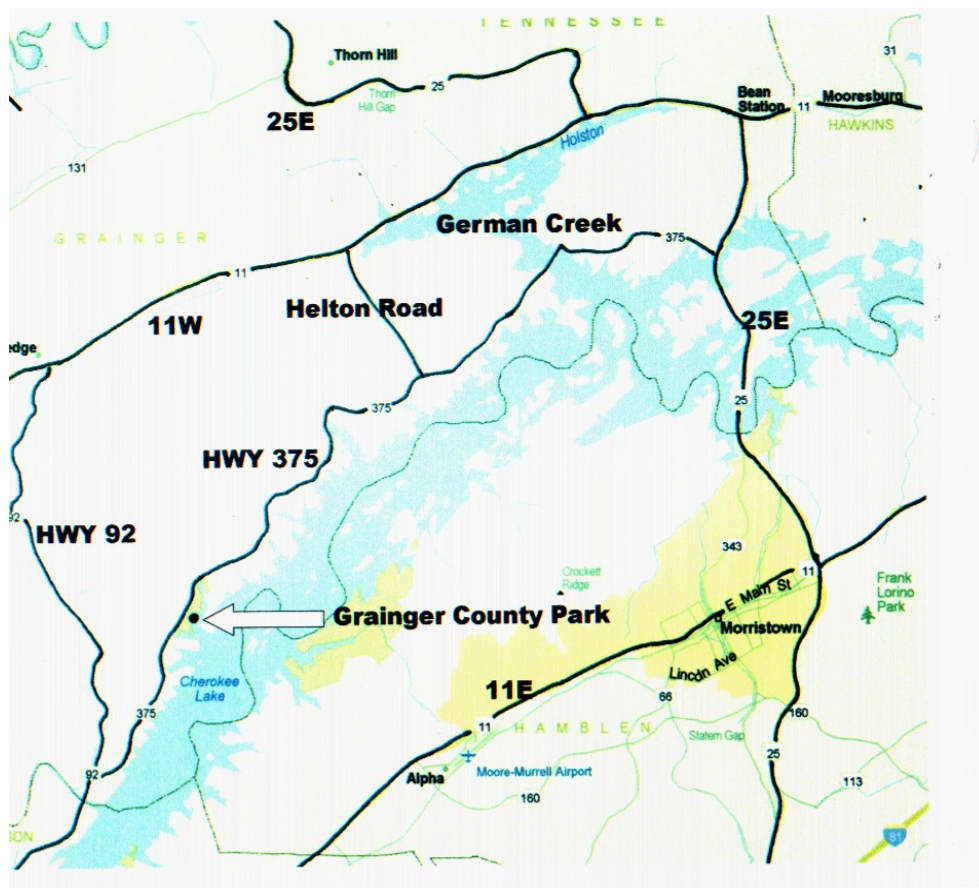 TENNESSEE
Thorn Hill
31
25
Thorn
Hill Gap
Bean
Station
11
Mooresburg
25E
HAWKINS
Holston
131
German Creek
375
GRAINGER
11
Helton Road
11W
25E
edge
375
25
HWY 375
92
HWY 92
343
Crockett
Ridge
11
Frank
Lorino
Park
E Main St
Grainger County Park
Morristown
Lincoln Ave
Cherokee
Lake
11E
66
375
160
11
HAMBLEN
Statem Gap
25
92
Alpha
Moore-Murrell Airport
113
160
SON
81